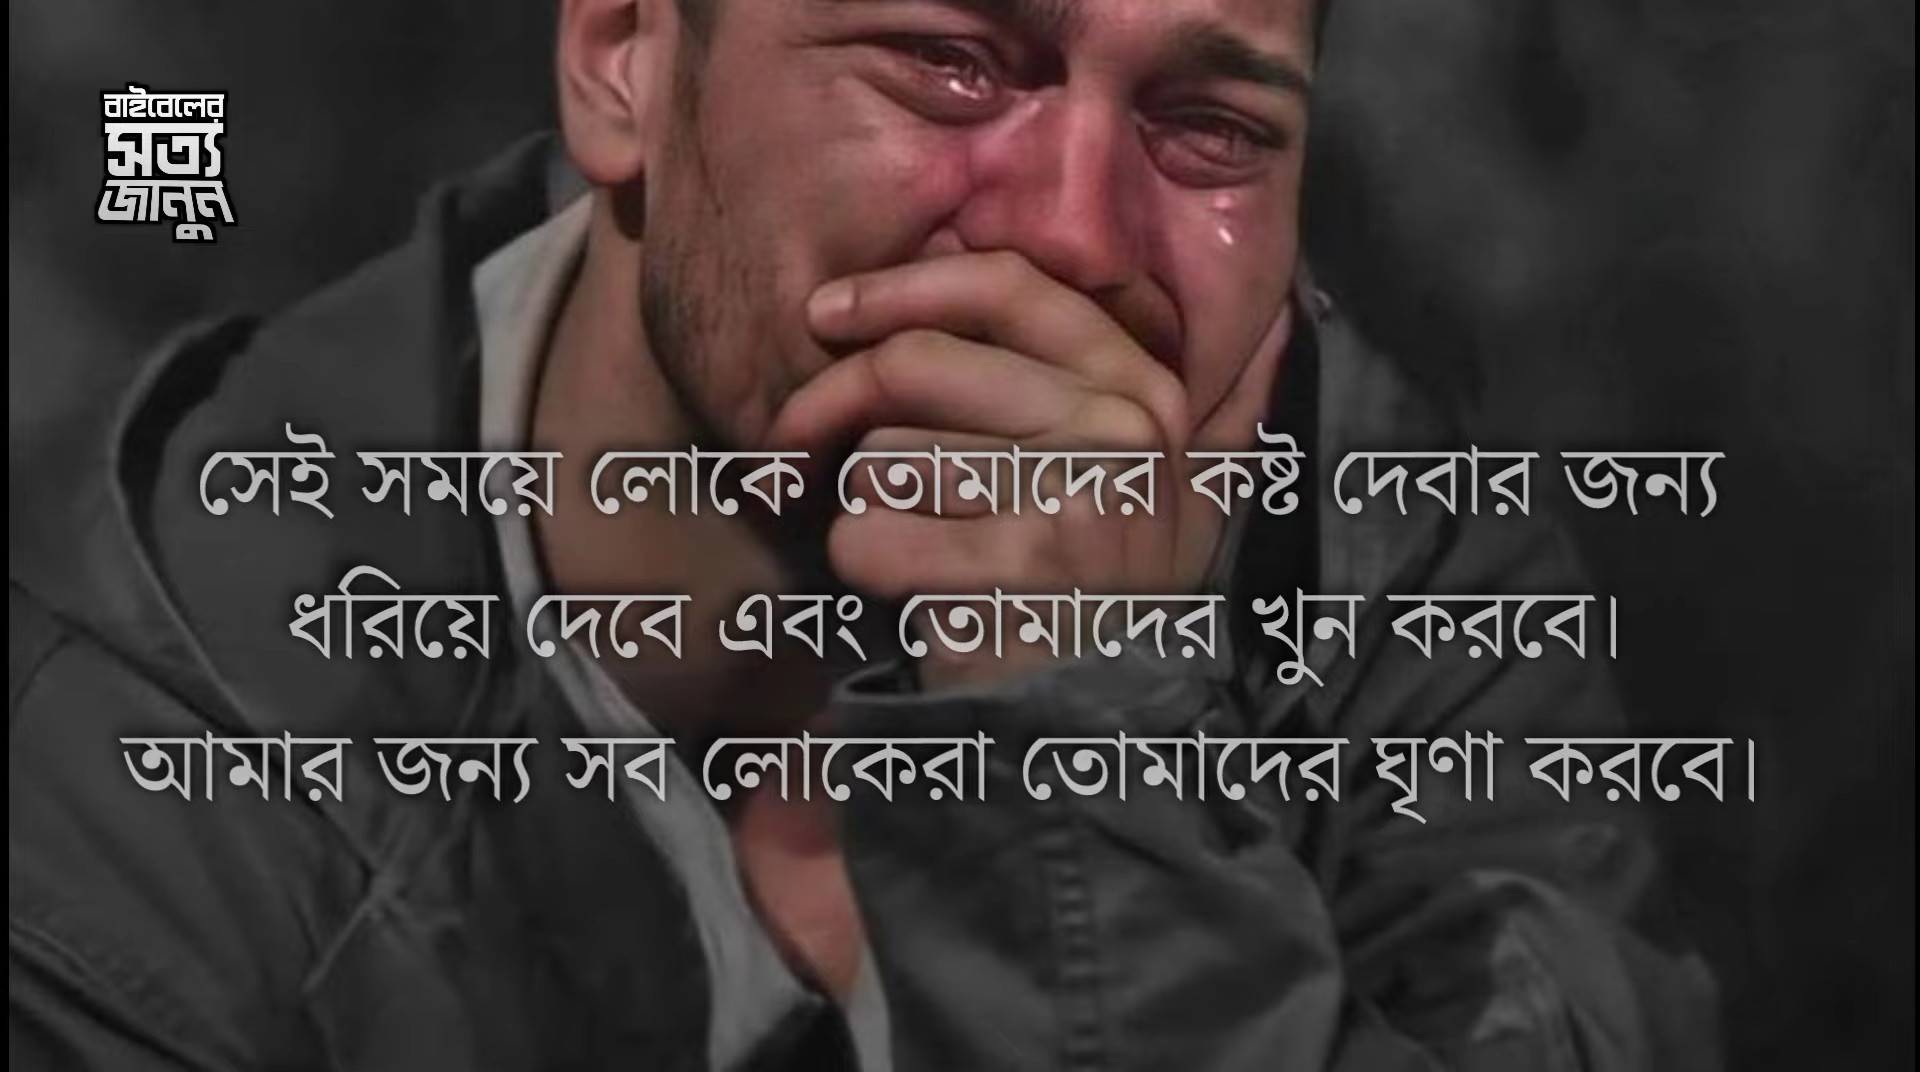 বাইবেলের
সত্য
জানুন
সেই সময়ে লোকে তোমাদের কষ্ট দেবার জন্য
ধরিয়ে দেবে এবং তোমাদের খুন করবে।
আমার জন্য সব লোকেরা তোমাদের ঘৃণা করবে।